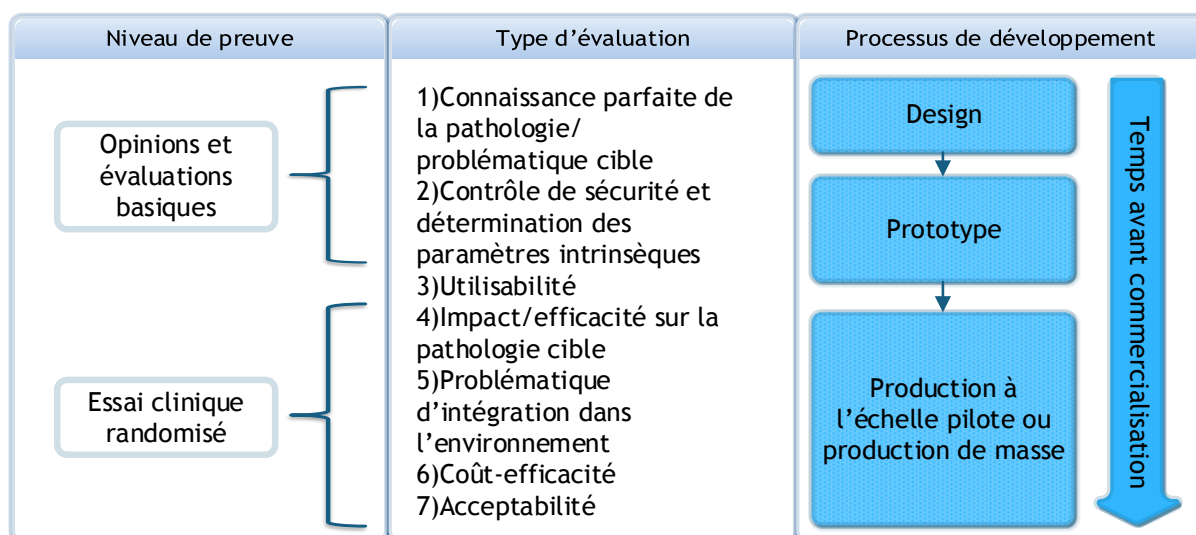 Niveau de preuve
Opinions et
évaluations
basiques
Essai clinique
randomisé
Type d’évaluation
1)Connaissance parfaite de
la pathologie/
problématique cible
2)Contrôle de sécurité et
détermination des
paramètres intrinsèques
3)Utilisabilité
4)Impact/efficacité sur la
pathologie cible
5)Problématique
d’intégration dans
l’environnement
6)Coût-efficacité
7)Acceptabilité
Processus de développement
Design
Prototype
Production à
l’échelle pilote ou
production de masse
Temps avant commercialisation